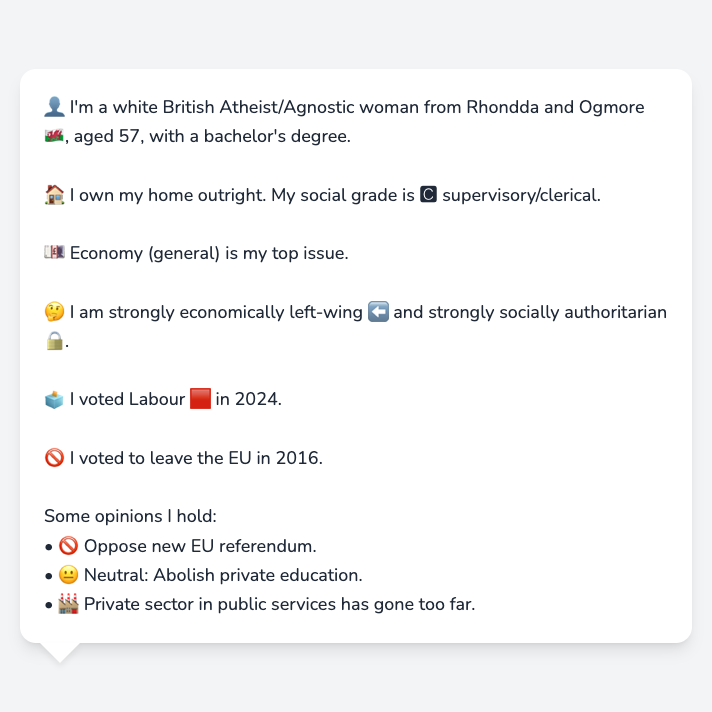 👤 I'm a white British Atheist/Agnostic woman from Rhondda and Ogmore
🏴󠁧󠁢󠁷󠁬󠁳󠁿, aged 57, with a bachelor's degree.
🏠 I own my home outright. My social grade is 🅲 supervisory/clerical.
💷 Economy (general) is my top issue.
🤔 I am strongly economically left-wing ⬅️ and strongly socially authoritarian
🔒.
🗳️ I voted Labour 🟥 in 2024.
🚫 I voted to leave the EU in 2016.
Some opinions I hold:
• 🚫 Oppose new EU referendum.
• 😐 Neutral: Abolish private education.
• 🏭 Private sector in public services has gone too far.